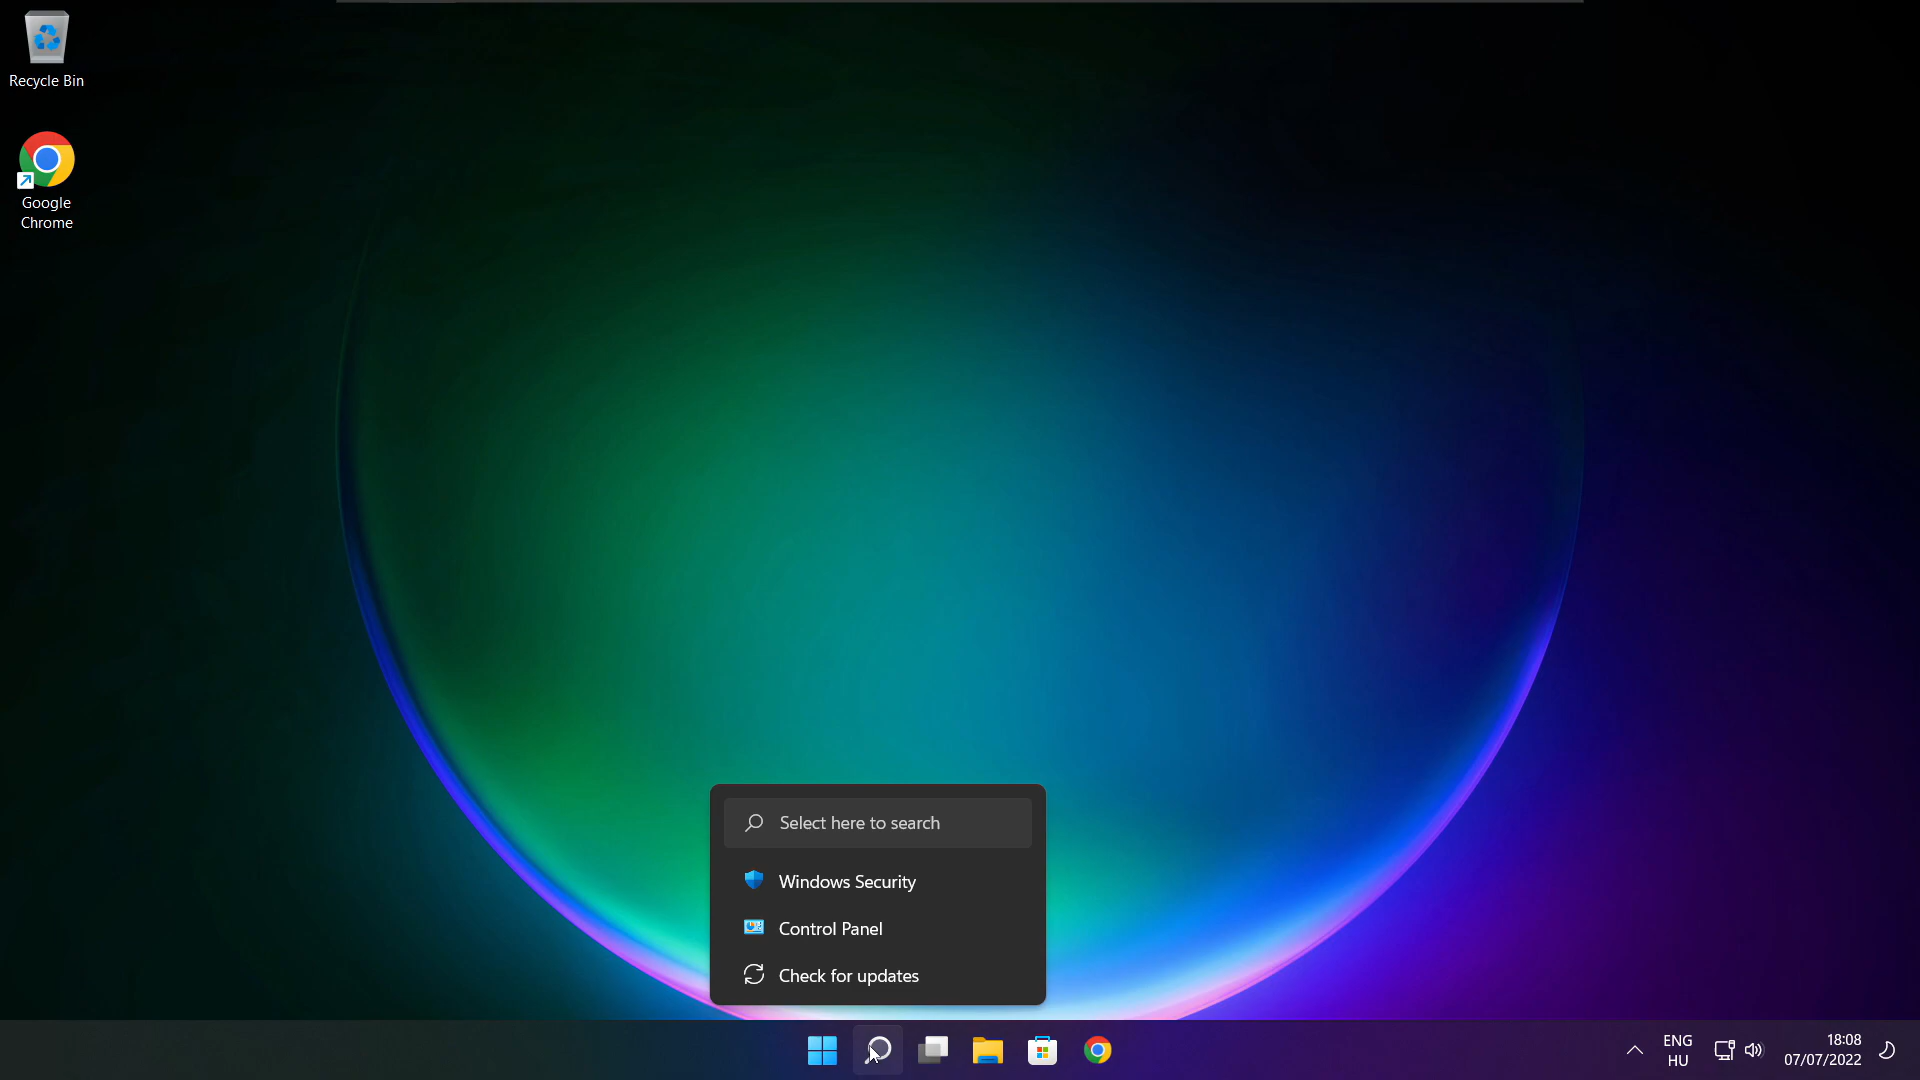 Recycle Bin
Google
Chrome
Select here to search
Windows Security
Control Panel
Check for updates
ENG
HU
18:08
07/07/2022